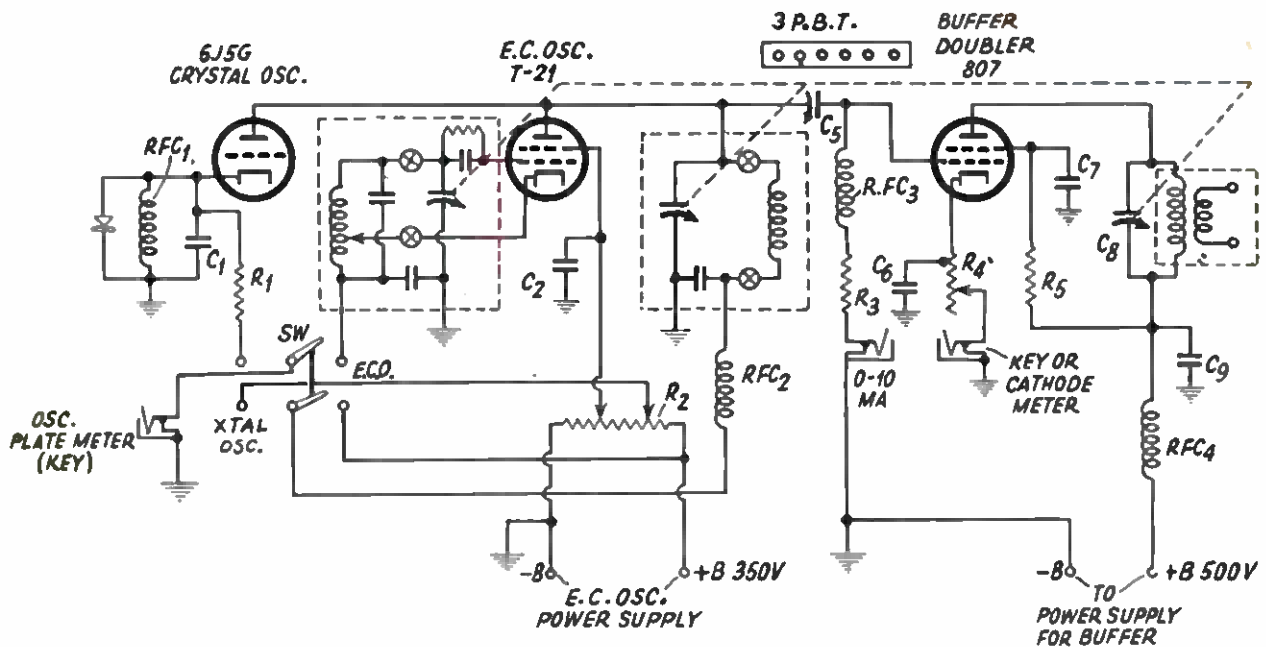 6J5G
CRYSTAL OSC.
E.C. OSC.
T-21
3 P.B.T.
BUFFER
DOUBLER
807
RFC1
C1
R1
C2
C5
R.FC3
C6
R3
R4
C7
R5
C8
C9
SW
E.C.O.
XTAL
OSC.
OSC.
PLATE METER
(KEY)
R2
RFC2
0-10
MA
KEY OR
CATHODE
METER
RFC4
-B
+B 350V
E.C. OSC.
POWER SUPPLY
-B
+B 500V
TO
POWER SUPPLY
FOR BUFFER